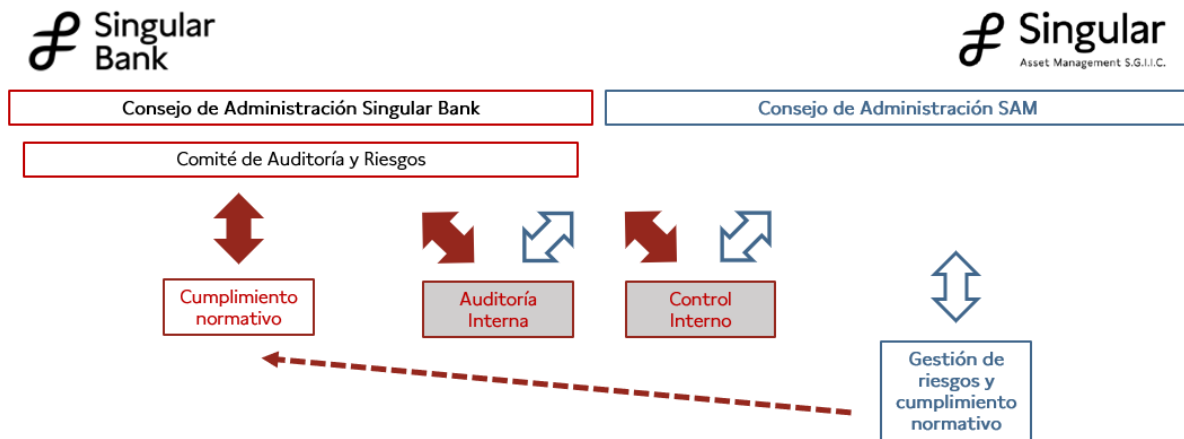 Singular
Bank
Singular
Asset Management S.G.I.I.C.
Consejo de Administración Singular Bank
Consejo de Administración SAM
Comité de Auditoría y Riesgos
Cumplimiento
normativo
Auditoría
Interna
Control
Interno
Gestión de
riesgos y
cumplimiento
normativo